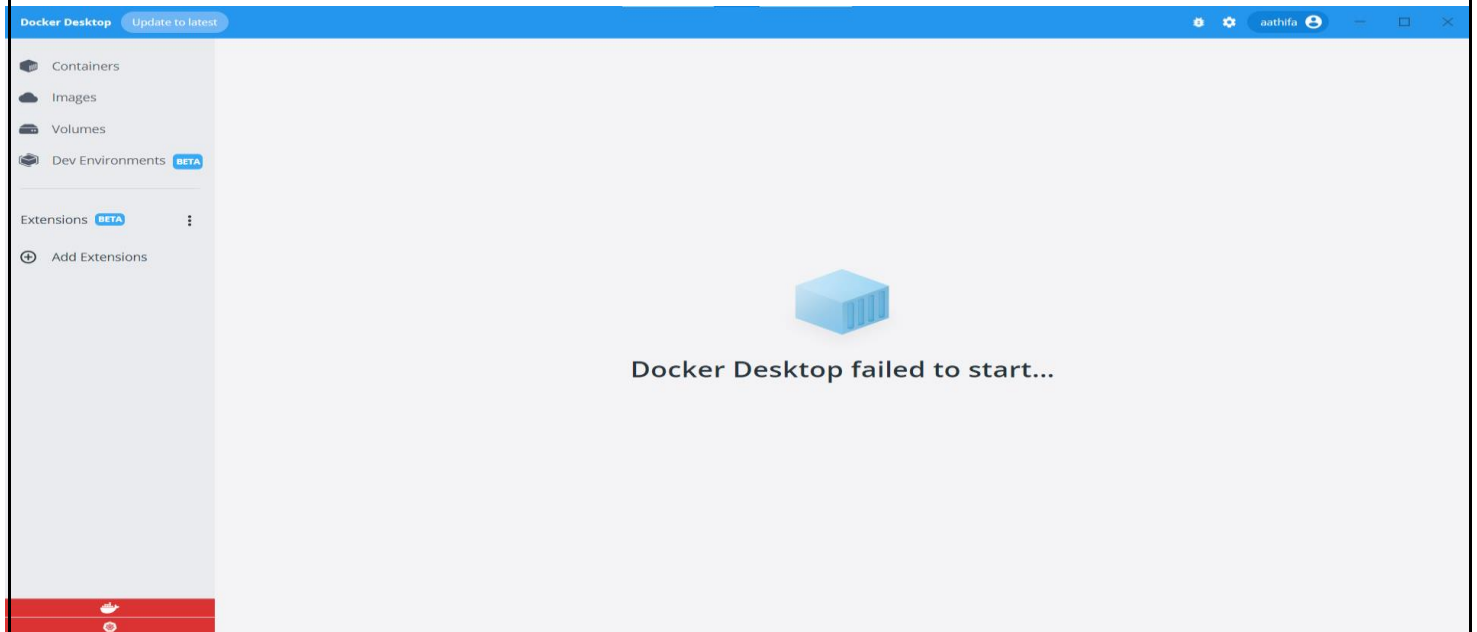 Docker Desktop Update to latest aathifa
Containers
Images
Volumes
Dev Environments BETA
Extensions BETA
Add Extensions
Docker Desktop failed to start...